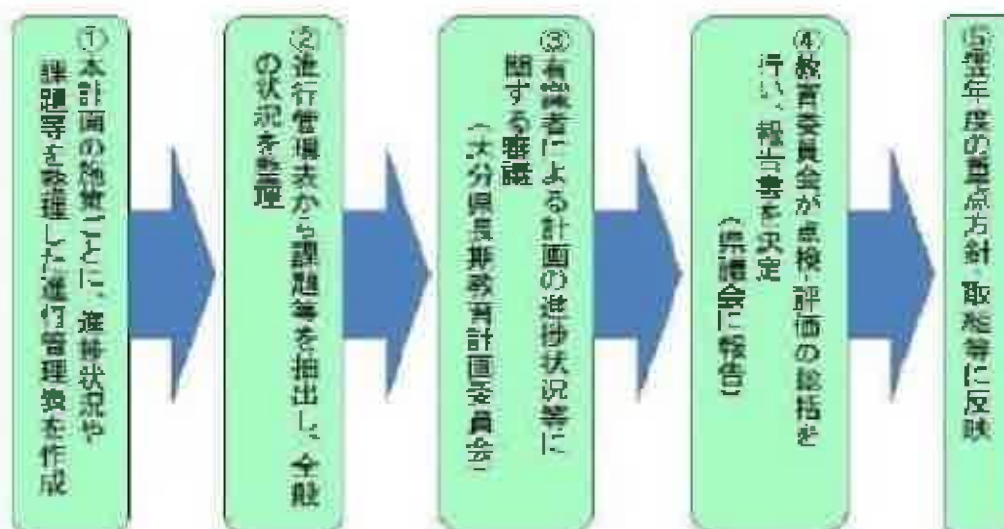 ①本計画の施策ごとに、進捗状況や
課題等を整理した進行管理表を作成
②進行管理表から課題等を抽出し、全般
の状況を整理
③有識者による計画の進捗状況等に
関する審議
(大分県長期教育計画委員会)
④教育委員会が点検・評価の総括を
行い、報告書を決定
(県議会に報告)
⑤翌年度の重点方針・取組等に反映